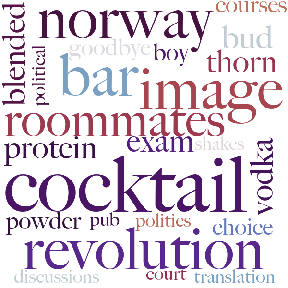 norway
courses
blended
political
goodbye
boy
bud
bar
thorn
image
roommates
protein
exam
shakes
vodka
cocktail
powder
pub
politics
choice
revolution
discussions
court
translation